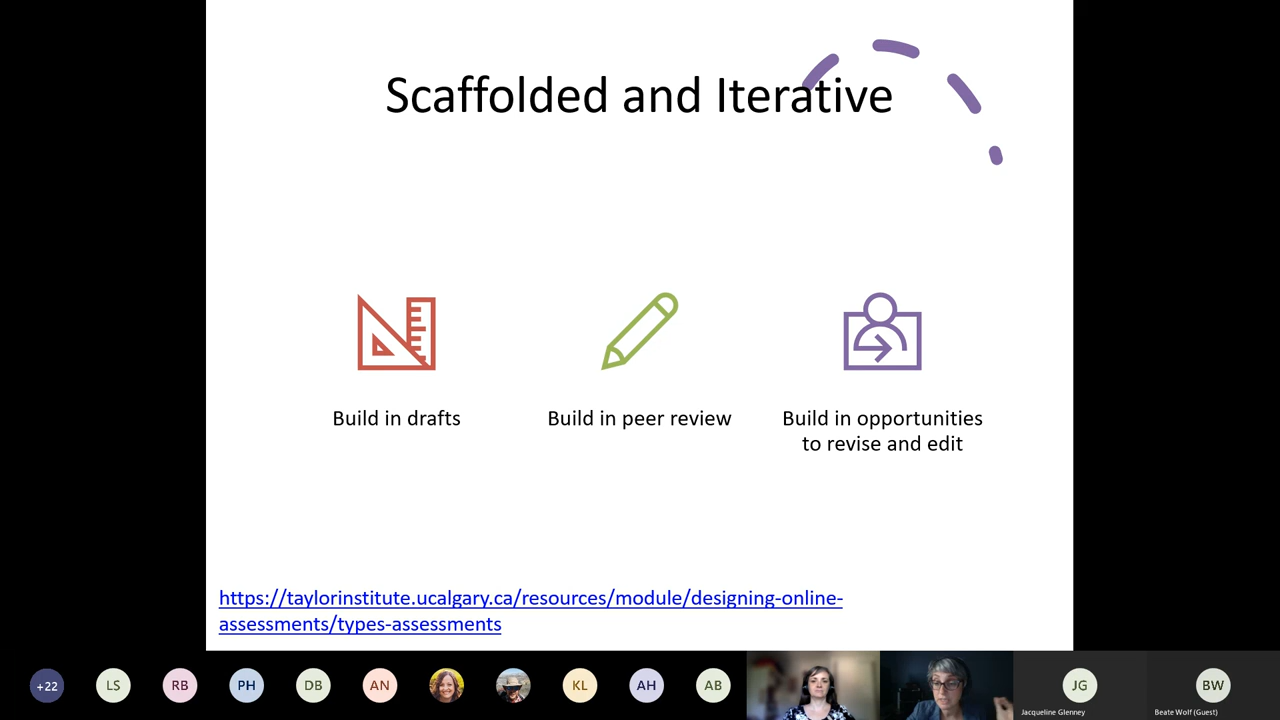 Scaffolded and Iterative
Build in drafts
Build in peer review
Build in opportunities
to revise and edit
https://taylorinstitute.ucalgary.ca/resources/module/designing-online-
assessments/types-assessments
+22
LS
RB
PH
DB
AN
KL
AH
AB
JG
BW
Jacqueline Glenney
Beate Wolf (Guest)